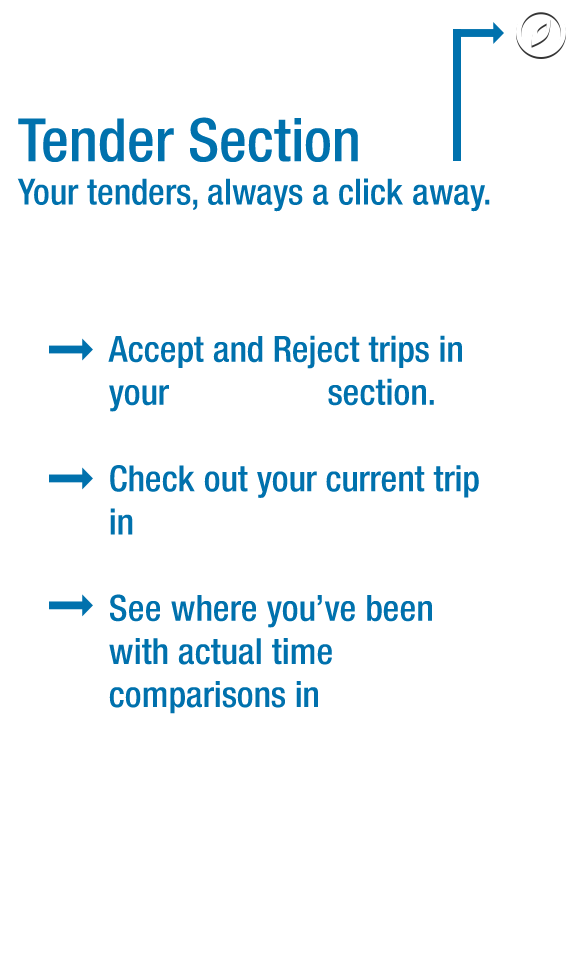 Tender Section
Your tenders, always a click away.
Accept and Reject trips in
your section.
Check out your current trip
in
See where you’ve been
with actual time
comparisons in